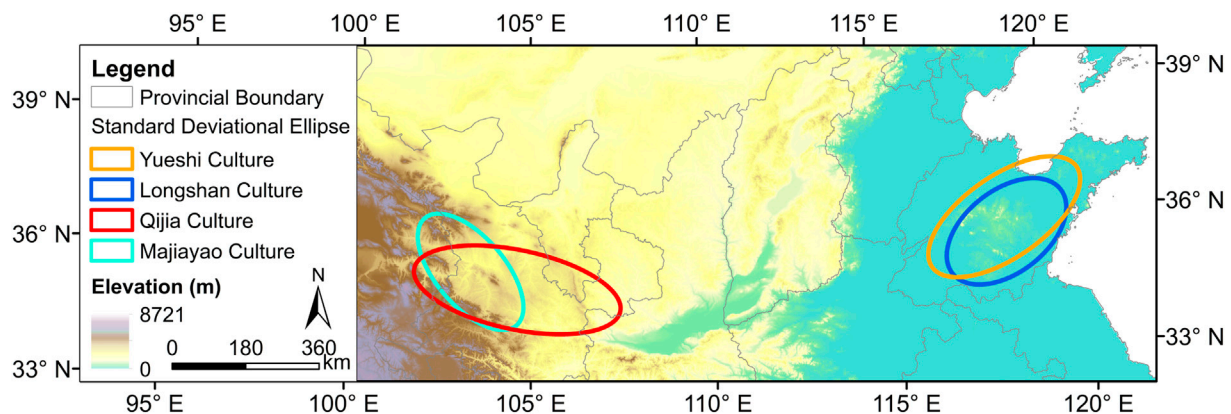 95° E 100° E 105° E 110° E 115° E 120° E
Legend
Provincial Boundary
Standard Deviational Ellipse
Yueshi Culture
Longshan Culture
Qijia Culture
Majiayao Culture
Elevation (m)
8721
0
N
0 180 360
km
39° N
36° N
33° N
39° N
36° N
33° N
95° E 100° E 105° E 110° E 115° E 120° E